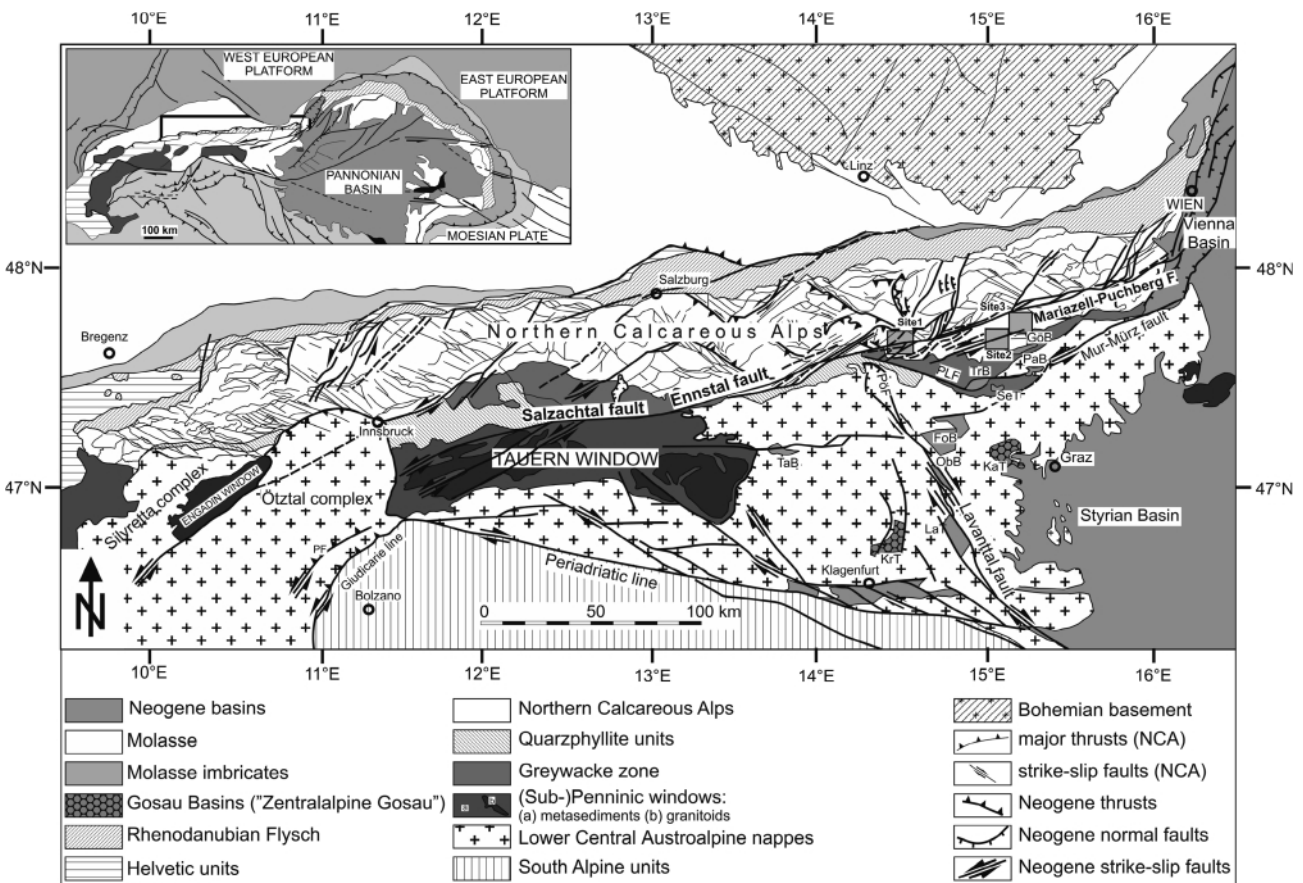 10°E
11°E
12°E
13°E
14°E
15°E
16°E
WEST EUROPEAN
PLATFORM
EAST EUROPEAN
PLATFORM
PANNONIAN
BASIN
100 km
MOESIAN PLATE
Linz
WIEN
Vienna
Basin
48°N
48°N
Salzburg
Site3
Mariazell-Puchberg F.
Site1
Bregenz
Northern Calcareous Alps
GöB
Site2
Mur-Mürz fault
PaB
TrB
PLF
Ennstal fault
Pöf
SeT
Salzachtal fault
Innsbruck
FoB
TAUERN WINDOW
TaB
ObB
KaT
Graz
47°N
47°N
Silvretta complex
ENGADIN WINDOW
Ötztal complex
Styrian Basin
La
Lavanttal fault
PF
KrT
Giudicarie line
Periadriatic line
Klagenfurt
Bolzano
N
0 50 100 km
10°E
11°E
12°E
13°E
14°E
15°E
16°E
Neogene basins
Molasse
Molasse imbricates
Gosau Basins ("Zentralalpine Gosau")
Rhenodanubian Flysch
Helvetic units
Northern Calcareous Alps
Quarzphyllite units
Greywacke zone
a
b
(Sub-)Penninic windows:
(a) metasediments (b) granitoids
Lower Central Austroalpine nappes
South Alpine units
Bohemian basement
major thrusts (NCA)
strike-slip faults (NCA)
Neogene thrusts
Neogene normal faults
Neogene strike-slip faults